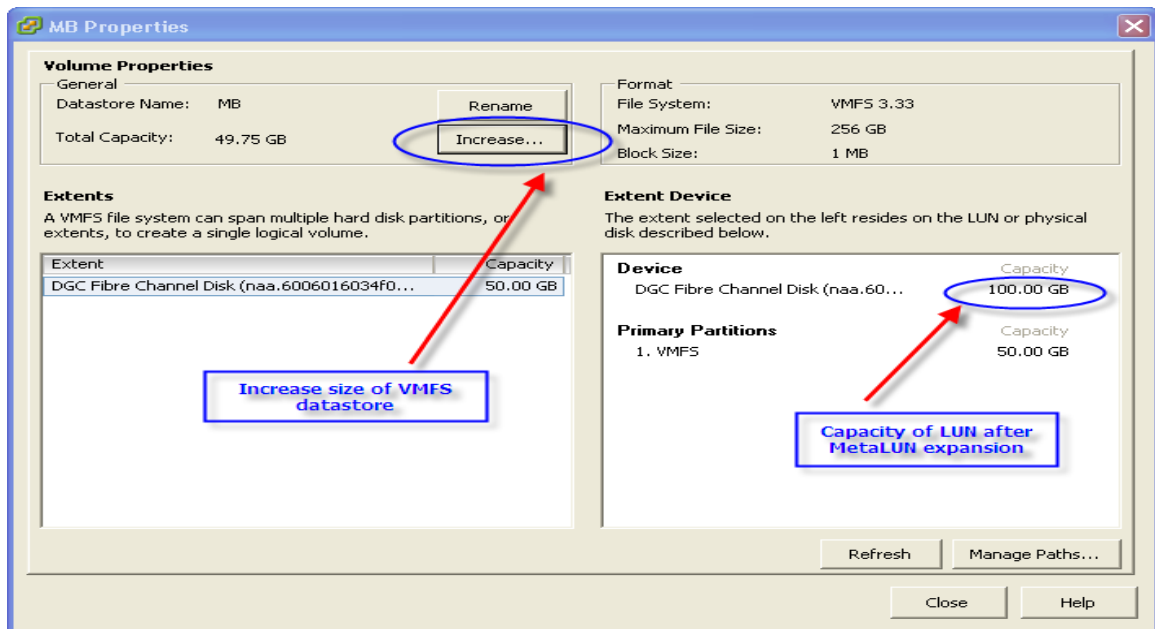 MB Properties
Volume Properties
General
Datastore Name: MB
Rename
Total Capacity: 49.75 GB
Increase...
Format
File System: VMFS 3.33
Maximum File Size: 256 GB
Block Size: 1 MB
Extents
A VMFS file system can span multiple hard disk partitions, or
extents, to create a single logical volume.
Extent Capacity
DGC Fibre Channel Disk (naa.6006016034f0... 50.00 GB
Increase size of VMFS
datastore
Extent Device
The extent selected on the left resides on the LUN or physical
disk described below.
Device Capacity
DGC Fibre Channel Disk (naa.60... 100.00 GB
Primary Partitions Capacity
1. VMFS 50.00 GB
Capacity of LUN after
MetaLUN expansion
Refresh
Manage Paths...
Close
Help